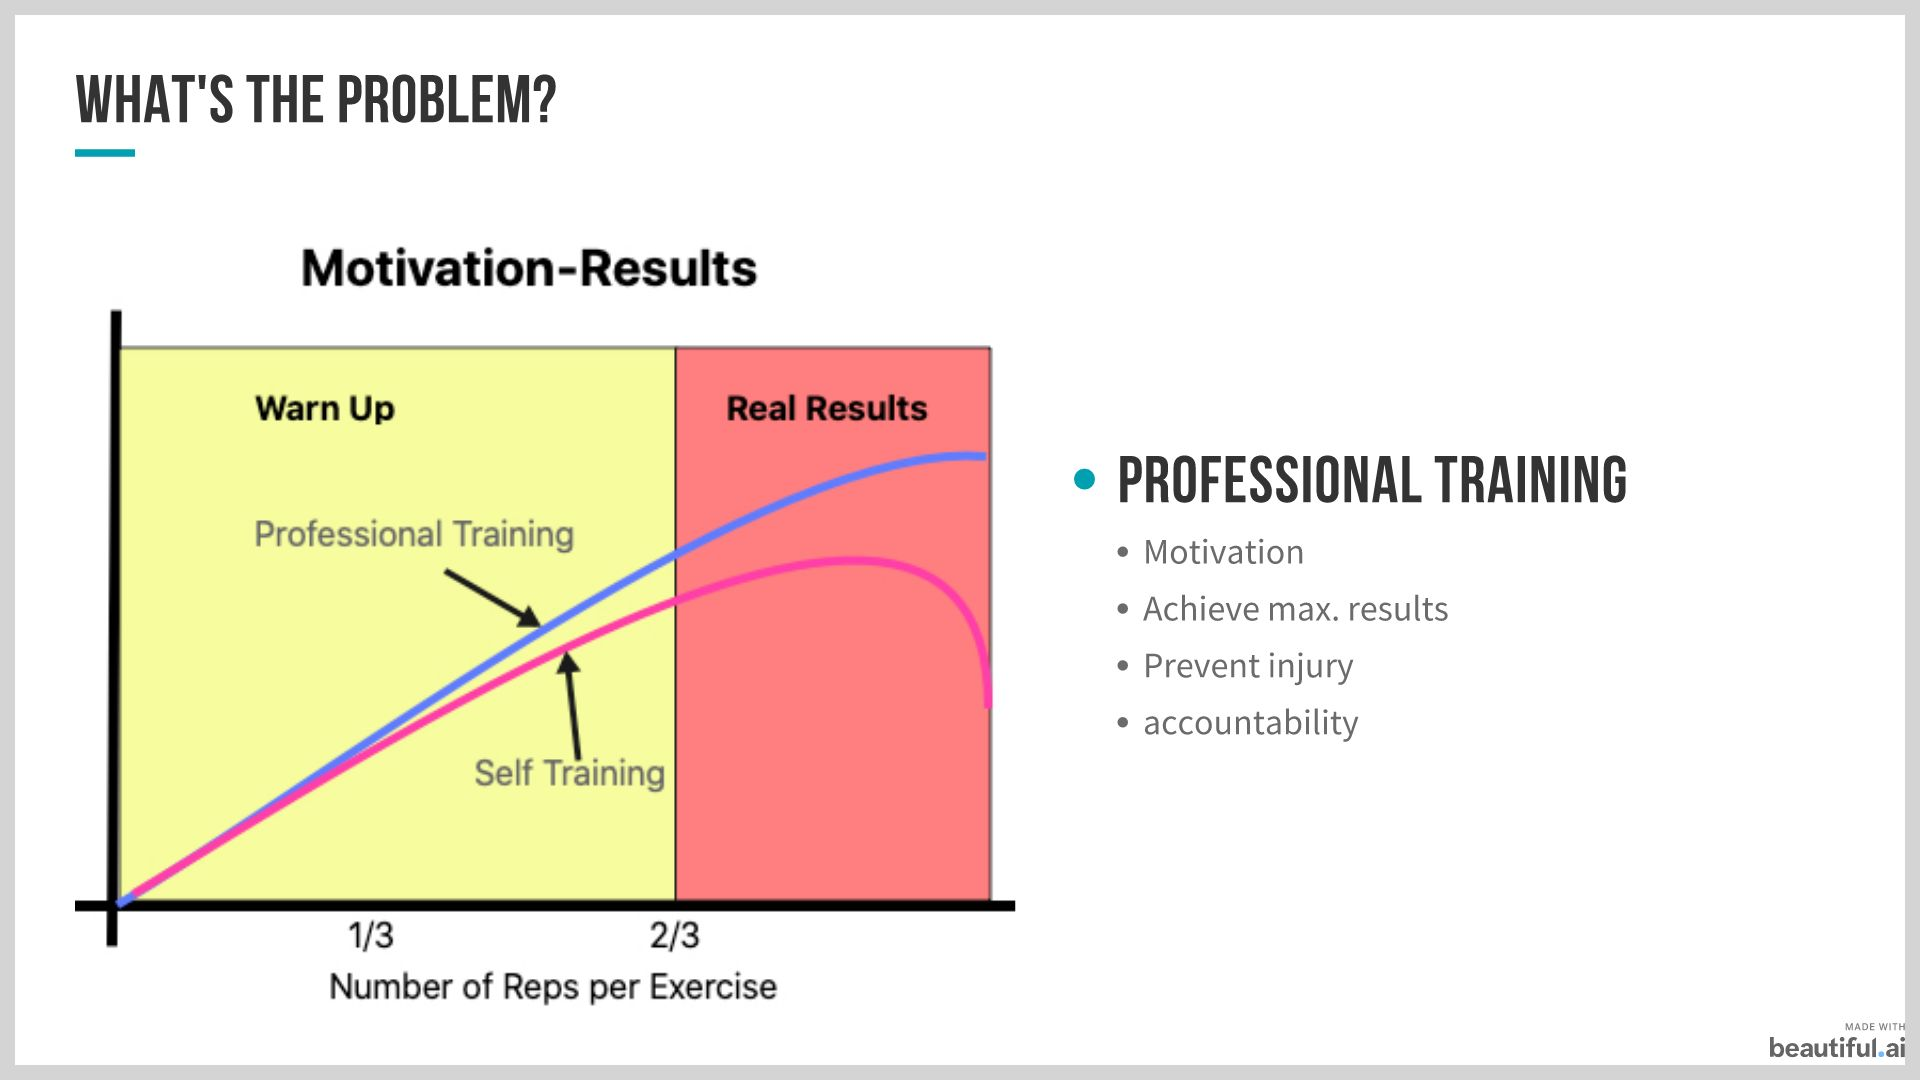 WHAT'S THE PROBLEM?
Motivation-Results
Warn Up
Real Results
Professional Training
Self Training
1/3
2/3
Number of Reps per Exercise
• PROFESSIONAL TRAINING
• Motivation
• Achieve max. results
• Prevent injury
• accountability
MADE WITH
beautiful.ai